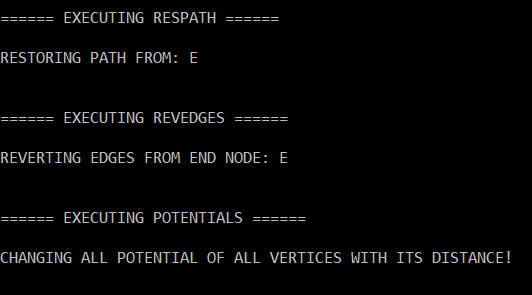 ====== EXECUTING RESPATH ======
RESTORING PATH FROM: E
====== EXECUTING REVEDGES ======
REVERTING EDGES FROM END NODE: E
====== EXECUTING POTENTIALS ======
CHANGING ALL POTENTIAL OF ALL VERTICES WITH ITS DISTANCE!